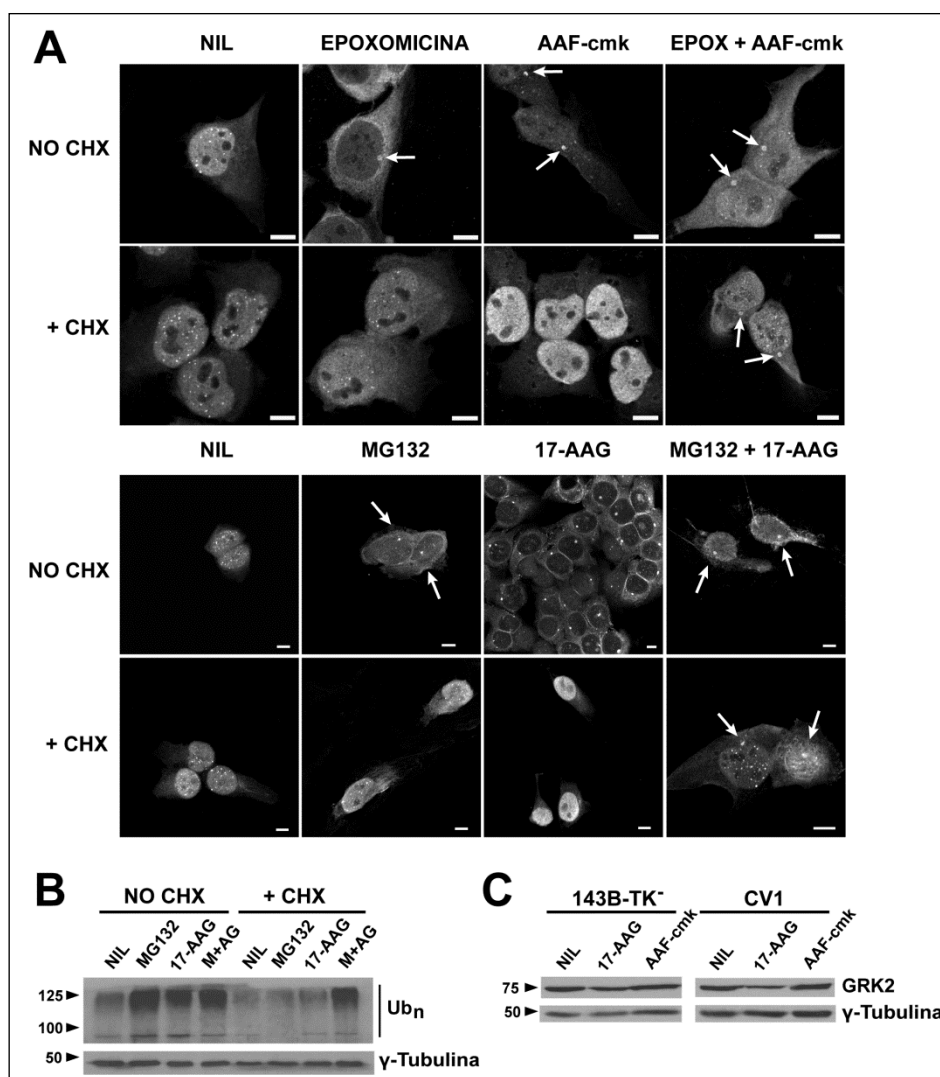 A
NIL EPOXOMICINA AAF-cmk EPOX + AAF-cmk
NO CHX
+ CHX
NIL MG132 17-AAG MG132 + 17-AAG
NO CHX
+ CHX
B
NO CHX + CHX
NIL MG132 17-AAG M+AG NIL MG132 17-AAG M+AG
125
100
Ubn
50
γ-Tubulina
C
143B-TK- CV1
NIL 17-AAG AAF-cmk NIL 17-AAG AAF-cmk
75 GRK2
50 γ-Tubulina